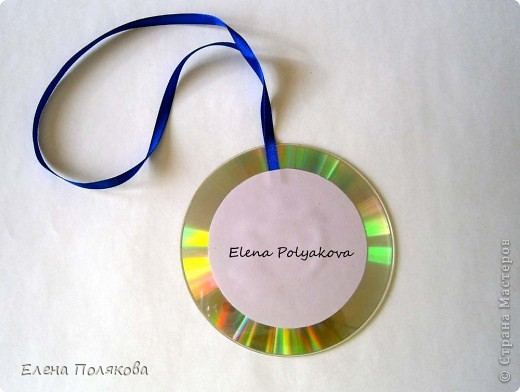 Elena Polyakova
Елена Полякова
© Страна Мастеров